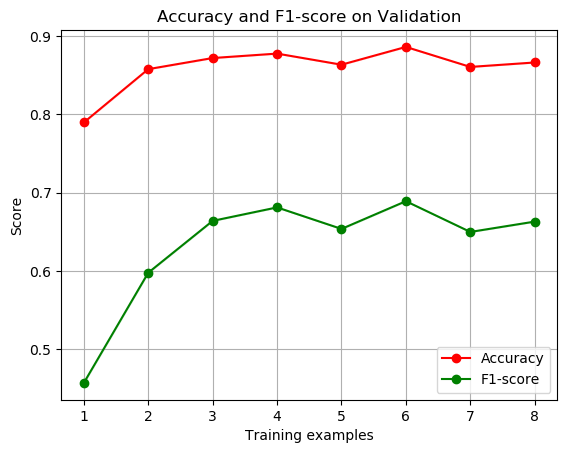 Accuracy and F1-score on Validation
0.9
0.8
0.7
0.6
0.5
Score
1 2 3 4 5 6 7 8
Training examples
Accuracy
F1-score